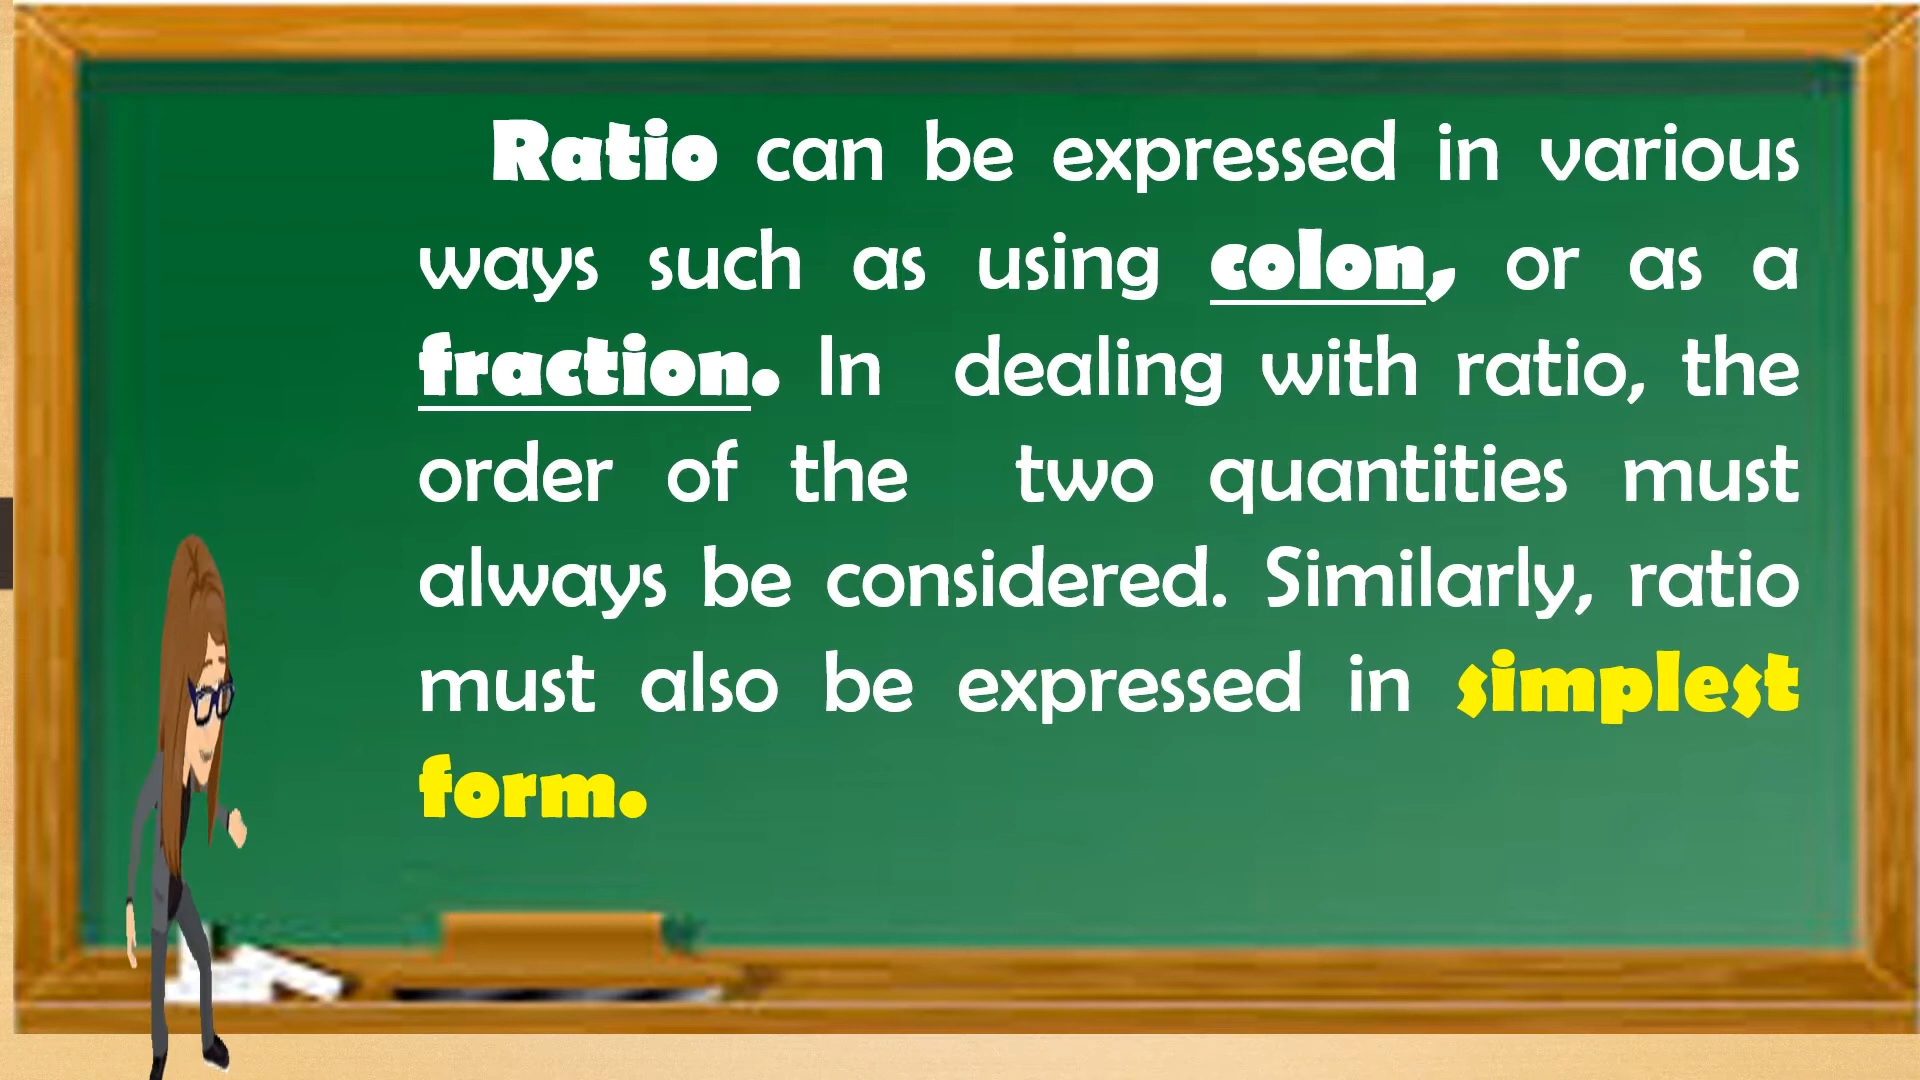 Ratio can be expressed in various
ways such as using colon, or as a
fraction. In dealing with ratio, the
order of the two quantities must
always be considered. Similarly, ratio
must also be expressed in simplest
form.